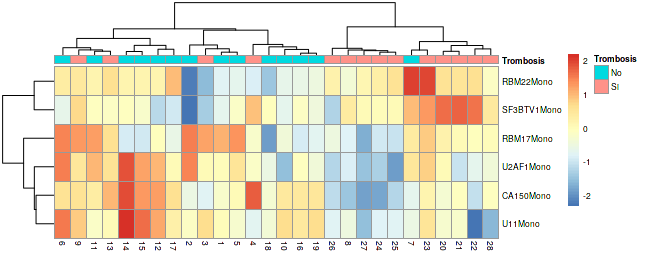 Trombosis
RBM22Mono
SF3BTV1Mono
RBM17Mono
U2AF1Mono
CA150Mono
U11Mono
6 9 11 13 14 15 12 17 2 3 1 5 4 18 10 16 19 26 8 27 24 25 7 23 20 21 22 28
2
1
0
-1
-2
Trombosis
No
SI